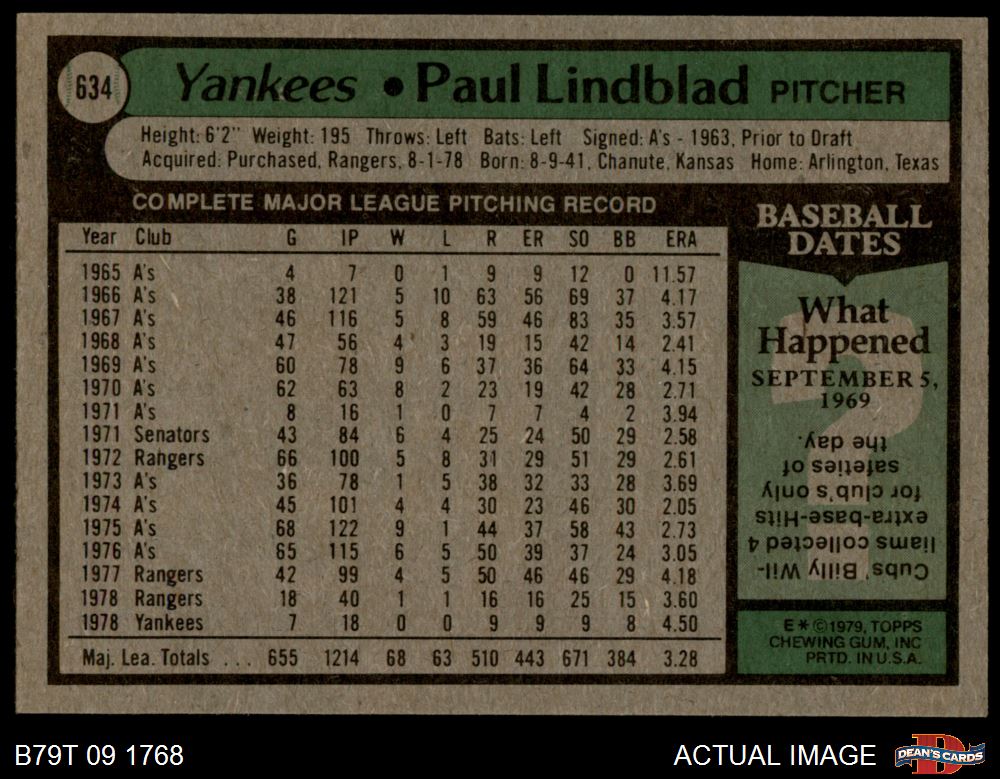 634 Yankees • Paul Lindblad PITCHER
Height: 6'2" Weight: 195 Throws: Left Bats: Left Signed: A's - 1963, Prior to Draft
Acquired: Purchased, Rangers, 8-1-78 Born: 8-9-41, Chanute, Kansas Home: Arlington, Texas
COMPLETE MAJOR LEAGUE PITCHING RECORD
Year Club G IP W L R ER SO BB ERA
1965 A's 4 7 0 1 9 9 12 0 11.57
1966 A's 38 121 5 10 63 56 69 37 4.17
1967 A's 46 116 5 8 59 46 83 35 3.57
1968 A's 47 56 4 3 19 15 42 14 2.41
1969 A's 60 78 9 6 37 36 64 33 4.15
1970 A's 62 63 8 2 23 19 42 28 2.71
1971 A's 8 16 1 0 7 7 4 2 3.94
1971 Senators 43 84 6 4 25 24 50 29 2.58
1972 Rangers 66 100 5 8 31 29 51 29 2.61
1973 A's 36 78 1 5 38 32 33 28 3.69
1974 A's 45 101 4 4 30 23 46 30 2.05
1975 A's 68 122 9 1 44 37 58 43 2.73
1976 A's 65 115 6 5 50 39 37 24 3.05
1977 Rangers 42 99 4 5 50 46 46 29 4.18
1978 Rangers 18 40 1 1 16 16 25 15 3.60
1978 Yankees 7 18 0 0 9 9 9 8 4.50
Maj. Lea. Totals ... 655 1214 68 63 510 443 671 384 3.28
BASEBALL
DATES
What
Happened
SEPTEMBER 5,
1969
?
Cubs' Billy Wil-
liams collected 4
extra-base-Hits
for club's only
safeties of
the day.
E * © 1979, TOPPS
CHEWING GUM, INC
PRTD. IN U.S.A.
B79T 09 1768
ACTUAL IMAGE
D
DEAN'S CARDS